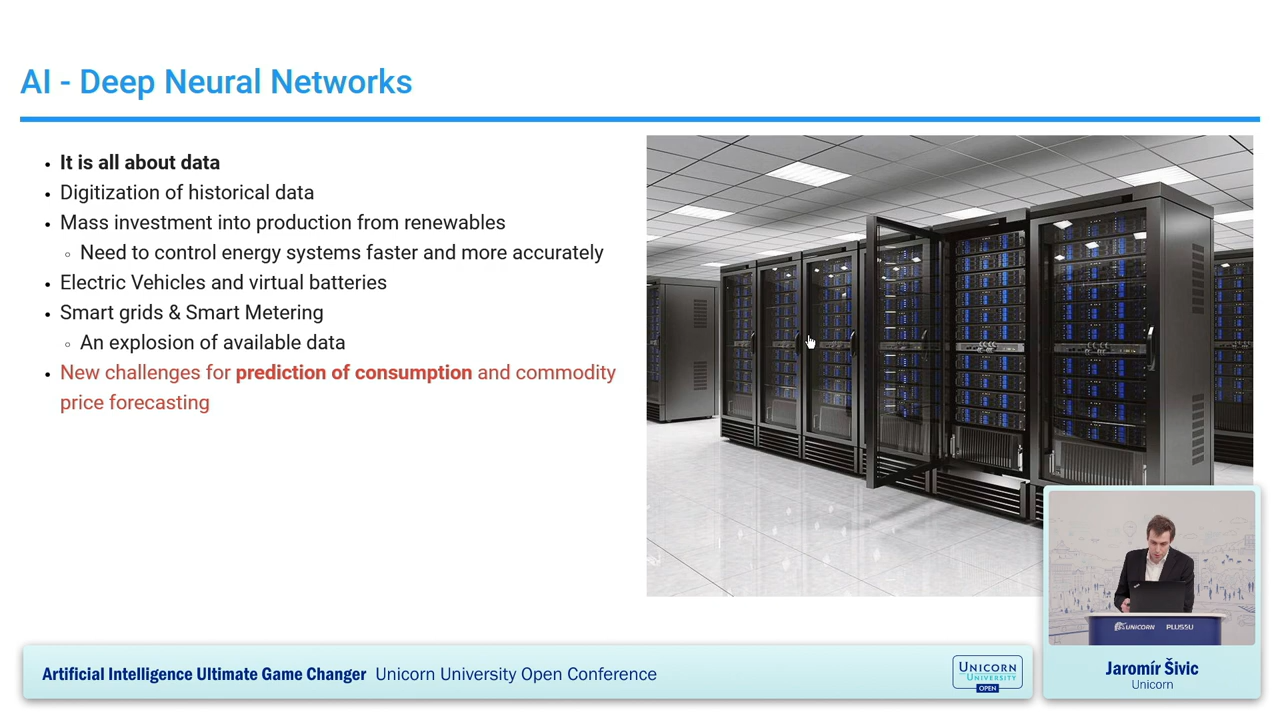 AI - Deep Neural Networks
• It is all about data
• Digitization of historical data
• Mass investment into production from renewables
◦ Need to control energy systems faster and more accurately
• Electric Vehicles and virtual batteries
• Smart grids & Smart Metering
◦ An explosion of available data
• New challenges for prediction of consumption and commodity
price forecasting
UNICORN PLUS4U
Artificial Intelligence Ultimate Game Changer Unicorn University Open Conference
UNICORN
UNIVERSITY
OPEN
Jaromír Šivic
Unicorn